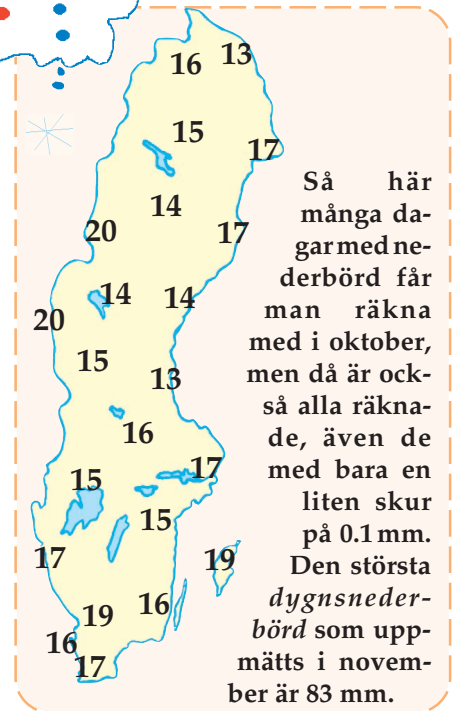 16 13
15
17
14
20 17
14 14
20
15
13
16
17
15
15
17 19
16
19
16
17
Så här
många da-
gar med ne-
derbörd får
man räkna
med i oktober,
men då är ock-
så alla räkna-
de, även de
med bara en
liten skur
på 0.1 mm.
Den största
dygnsneder-
börd som upp-
mätts i novem-
ber är 83 mm.